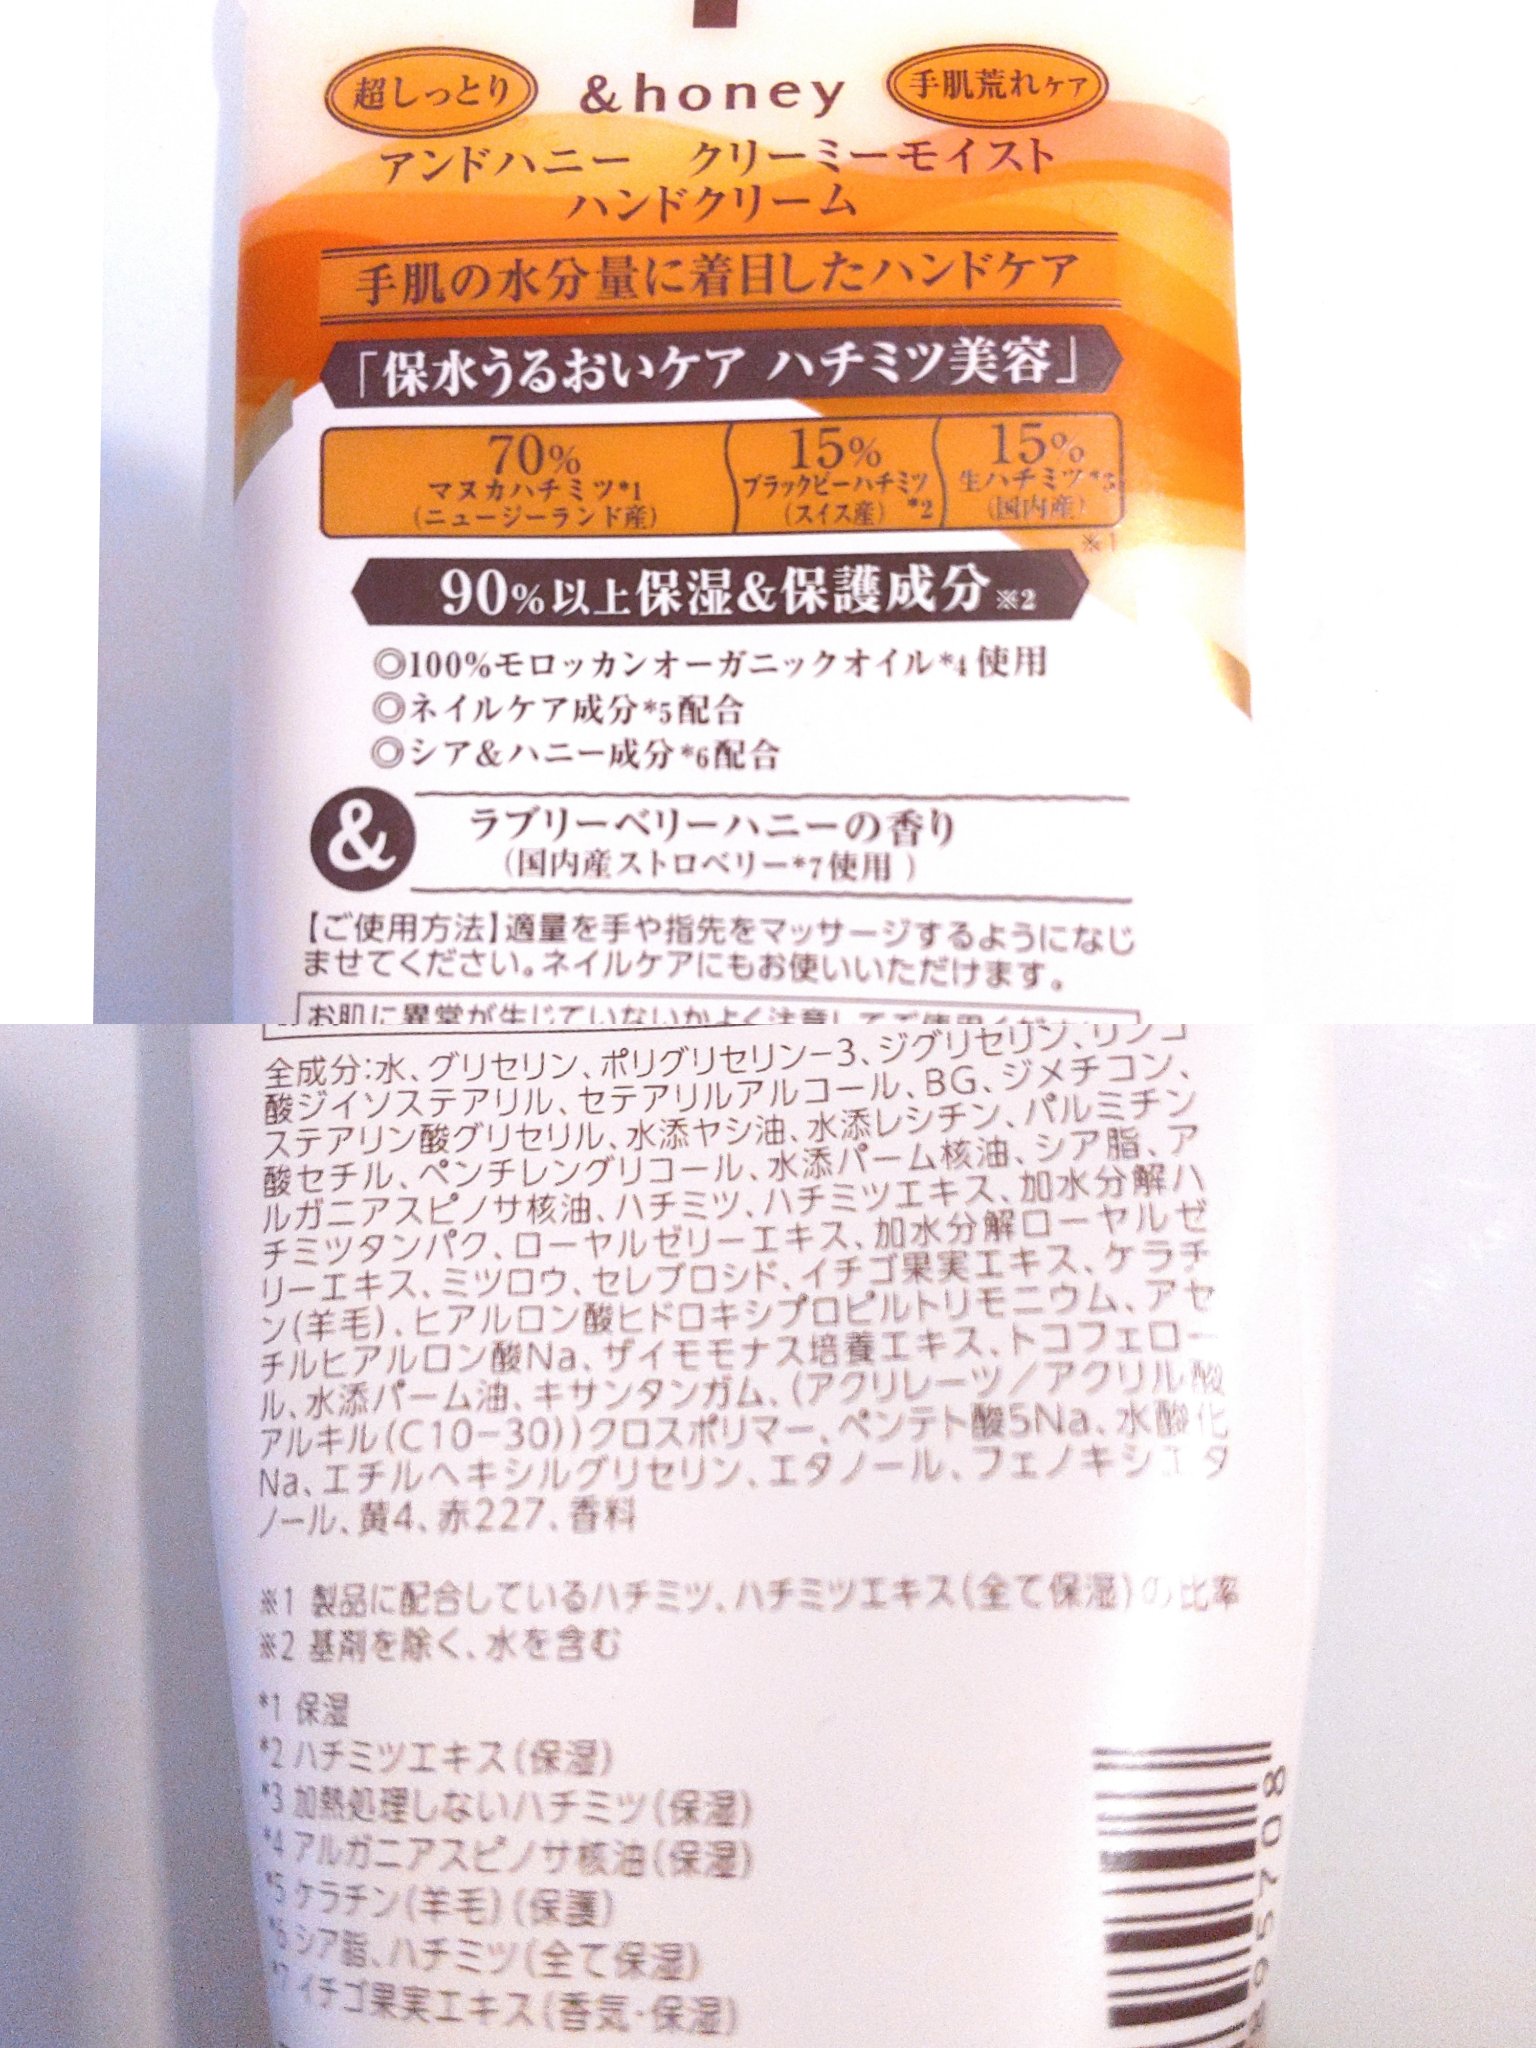 超しっとり
&honey
手肌荒れケア
アンドハニー クリーミーモイスト
ハンドクリーム
手肌の水分量に着目したハンドケア
「保水うるおいケア ハチミツ美容」
70%
マヌカハチミツ*1
(ニュージーランド産)
15%
ブラックビーハチミツ
(スイス産) *2
15%
生ハチミツ*3
(国内産)
※1
90%以上保湿&保護成分※2
◎100%モロッカンオーガニックオイル*4使用
◎ネイルケア成分*5配合
◎シア&ハニー成分*6配合
&
ラブリーベリーハニーの香り
(国内産ストロベリー*7使用)
【ご使用方法】適量を手や指先をマッサージするようになじ
ませてください。ネイルケアにもお使いいただけます。
お肌に異常が生じていないかよく注意してご使用ください
全成分:水、グリセリン、ポリグリセリン-3、ジグリセリン、リンゴ
酸ジイソステアリル、セテアリルアルコール、BG、ジメチコン、
ステアリン酸グリセリル、水添ヤシ油、水添レシチン、パルミチン
酸セチル、ペンチレングリコール、水添パーム核油、シア脂、ア
ルガニアスピノサ核油、ハチミツ、ハチミツエキス、加水分解ハ
チミツタンパク、ローヤルゼリーエキス、加水分解ローヤルゼ
リーエキス、ミツロウ、セレブロシド、イチゴ果実エキス、ケラチ
ン(羊毛)、ヒアルロン酸ヒドロキシプロピルトリモニウム、アセ
チルヒアルロン酸Na、ザイモモナス培養エキス、トコフェロー
ル、水添パーム油、キサンタンガム、(アクリレーツ/アクリル酸
アルキル(C10-30))クロスポリマー、ペンテト酸5Na、水酸化
Na、エチルヘキシルグリセリン、エタノール、フェノキシエタ
ノール、黄4、赤227、香料
※1 製品に配合しているハチミツ、ハチミツエキス(全て保湿)の比率
※2 基剤を除く、水を含む
*1 保湿
*2 ハチミツエキス(保湿)
*3 加熱処理しないハチミツ(保湿)
*4 アルガニアスピノサ核油(保湿)
*5 ケラチン(羊毛)(保護)
*6 シア脂、ハチミツ(全て保湿)
*7 イチゴ果実エキス(香気・保湿)
95708